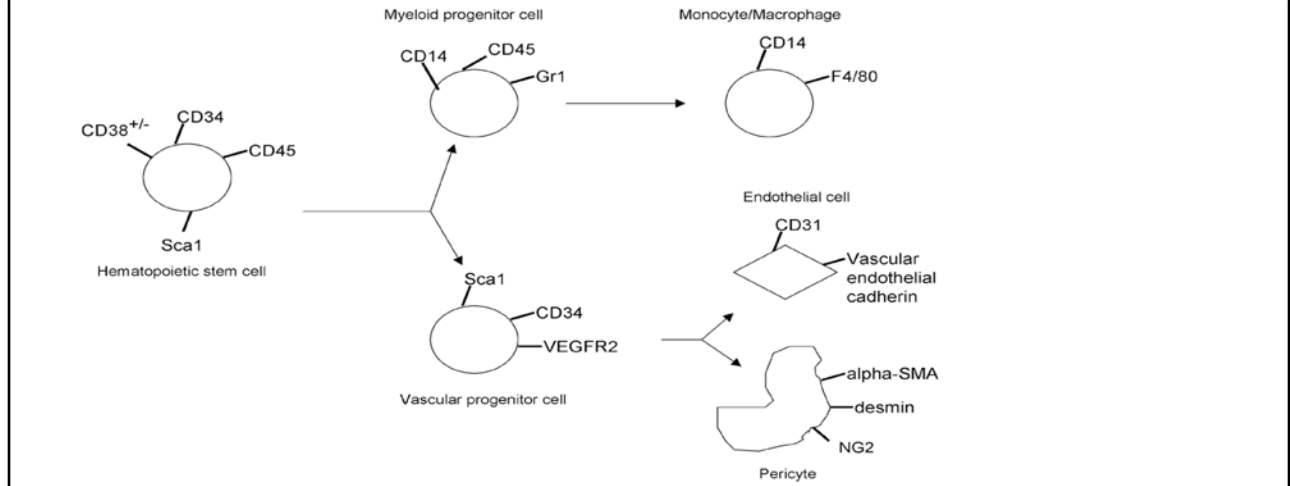 Myeloid progenitor cell
CD14
CD45
Gr1
Monocyte/Macrophage
CD14
F4/80
CD38+/-
CD34
CD45
Sca1
Hematopoietic stem cell
Sca1
CD34
VEGFR2
Vascular progenitor cell
Endothelial cell
CD31
Vascular
endothelial
cadherin
alpha-SMA
desmin
NG2
Pericyte